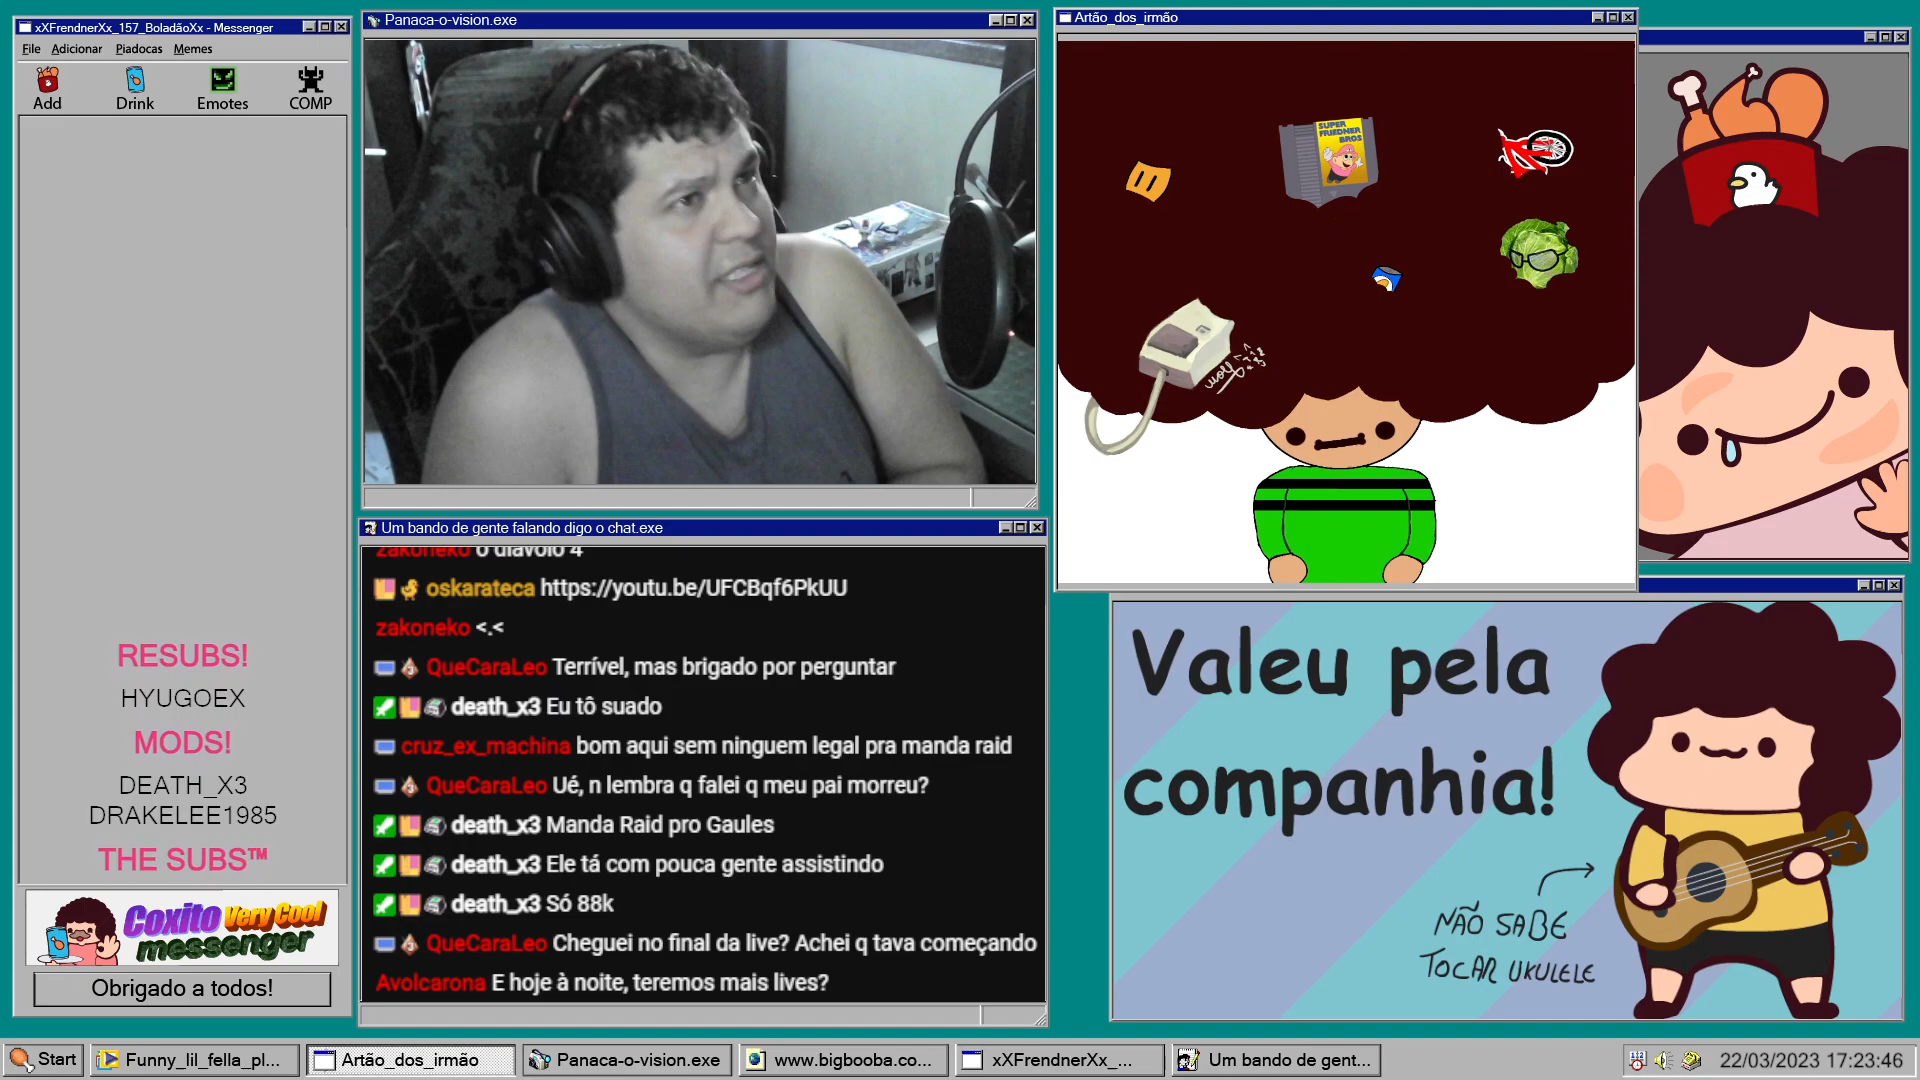 xXFrendnerXx_157_BoladãoXx - Messenger
File Adicionar Piadocas Memes
Add Drink Emotes COMP
RESUBS!
HYUGOEX
MODS!
DEATH_X3
DRAKELEE1985
THE SUBS™
Coxito Very Cool
messenger
Obrigado a todos!
Panaca-o-vision.exe
Um bando de gente falando digo o chat.exe
zakoneko o diavolo 4
oskarateca https://youtu.be/UFCBqf6PkUU
zakoneko <.<
QueCaraLeo Terrível, mas brigado por perguntar
death_x3 Eu tô suado
cruz_ex_machina bom aqui sem ninguem legal pra manda raid
QueCaraLeo Ué, n lembra q falei q meu pai morreu?
death_x3 Manda Raid pro Gaules
death_x3 Ele tá com pouca gente assistindo
death_x3 Só 88k
QueCaraLeo Cheguei no final da live? Achei q tava começando
Avolcarona E hoje à noite, teremos mais lives?
Artão_dos_irmão
SUPER
FRIEDNER
BROS
Valeu pela
companhia!
NÃO SABE
TOCAR UKULELE
Start
Funny_lil_fella_pl...
Artão_dos_irmão
Panaca-o-vision.exe
www.bigbooba.co...
xXFrendnerXx_...
Um bando de gent...
22/03/2023 17:23:46